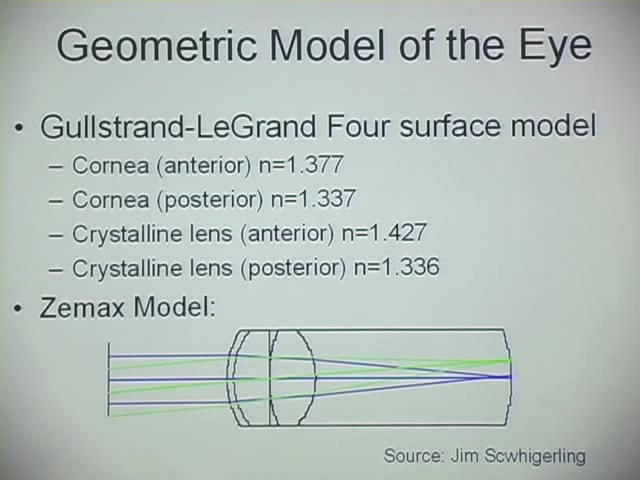 Geometric Model of the Eye
• Gullstrand-LeGrand Four surface model
– Cornea (anterior) n=1.377
– Cornea (posterior) n=1.337
– Crystalline lens (anterior) n=1.427
– Crystalline lens (posterior) n=1.336
• Zemax Model:
Source: Jim Scwhigerling